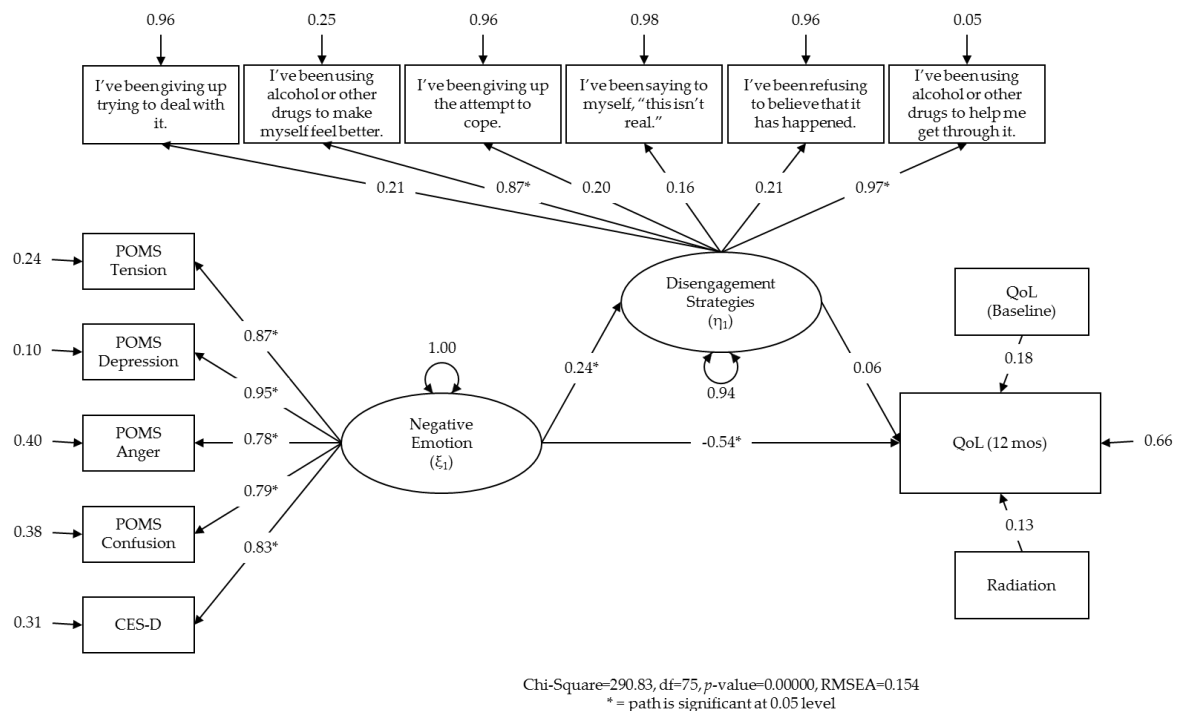 0.96
0.25
0.96
0.98
0.96
0.05
I've been giving up
trying to deal with
it.
I've been using
alcohol or other
drugs to make
myself feel better.
I've been giving up
the attempt to
cope.
I've been saying to
myself, "this isn't
real."
I've been refusing
to believe that it
has happened.
I've been using
alcohol or other
drugs to help me
get through it.
0.21
0.87*
0.20
0.16
0.21
0.97*
0.24
POMS
Tension
0.10
POMS
Depression
0.40
POMS
Anger
0.38
POMS
Confusion
0.31
CES-D
0.87*
0.95*
0.78*
0.79*
0.83*
1.00
Negative
Emotion
(ξ1)
0.24*
-0.54*
Disengagement
Strategies
(η1)
0.94
0.06
QoL
(Baseline)
0.18
QoL (12 mos)
0.66
0.13
Radiation
Chi-Square=290.83, df=75, p-value=0.00000, RMSEA=0.154
* = path is significant at 0.05 level